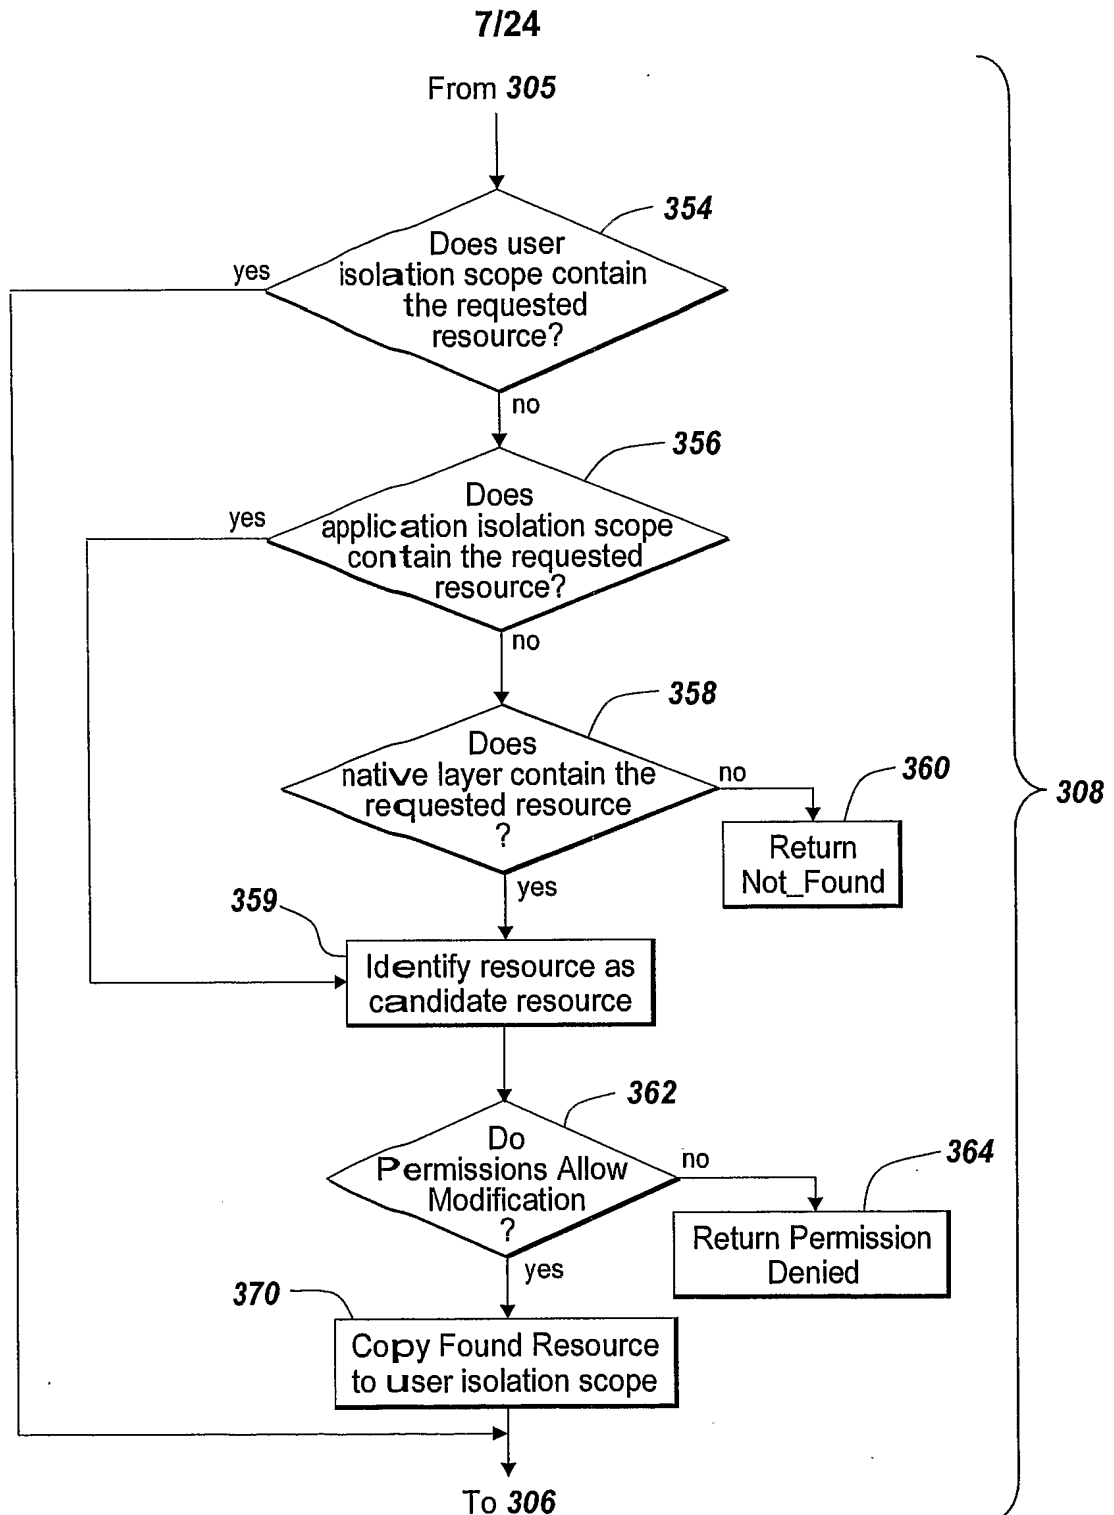 7/24
From 305
354
Does user
isolation scope contain
the requested
resource?
yes
no
356
Does
application isolation scope
contain the requested
resource?
yes
no
358
Does
native layer contain the
requested resource
?
no
360
Return
Not_Found
308
yes
359
Identify resource as
candidate resource
362
Do
Permissions Allow
Modification
?
no
364
Return Permission
Denied
yes
370
Copy Found Resource
to user isolation scope
To 306